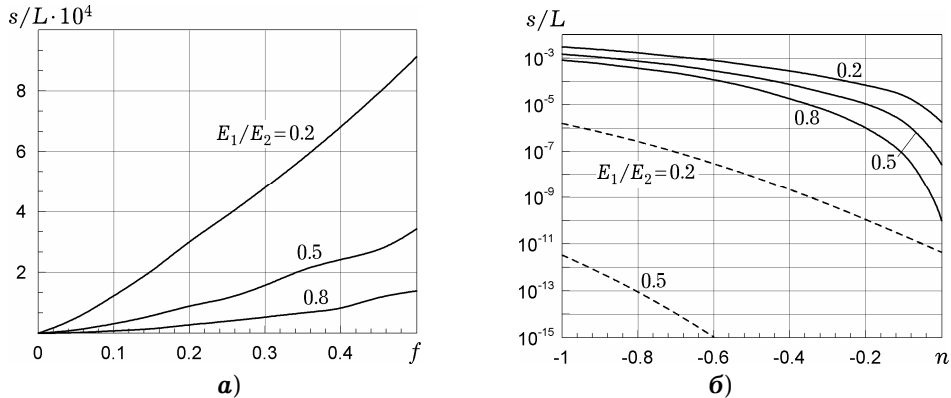 s/L·10⁴
8
6
4
2
E₁/E₂=0.2
0.5
0.8
0 0.1 0.2 0.3 0.4 f
а)
s/L
10⁻³
10⁻⁵
10⁻⁷
10⁻⁹
10⁻¹¹
10⁻¹³
10⁻¹⁵
0.2
0.8
0.5
E₁/E₂=0.2
0.5
-1 -0.8 -0.6 -0.4 -0.2 n
б)